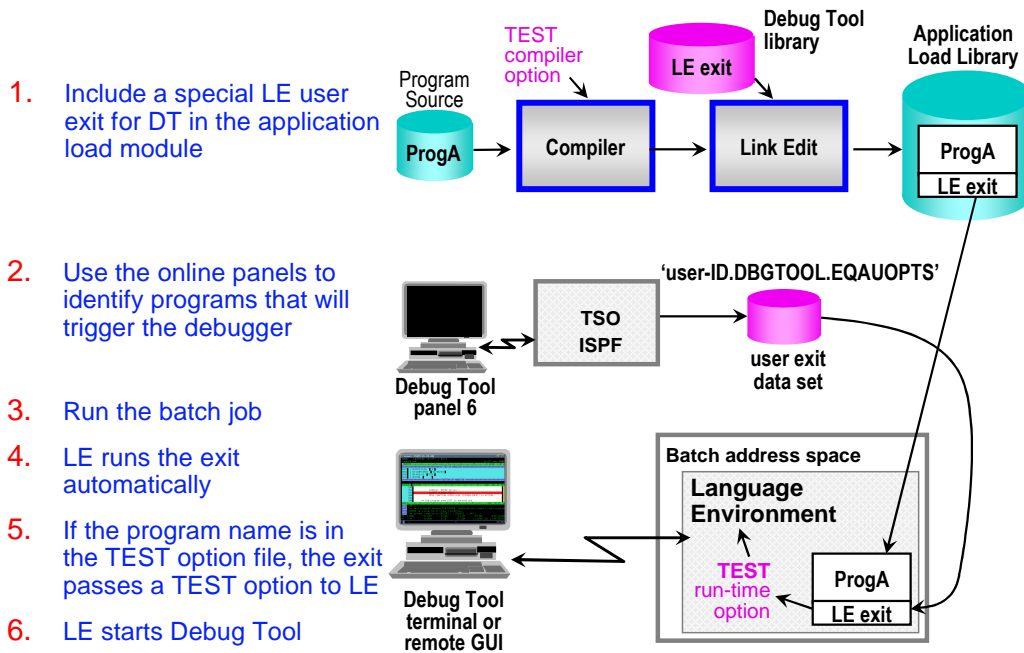 1. Include a special LE user
exit for DT in the application
load module
Program
Source
ProgA
TEST
compiler
option
Compiler
LE exit
Debug Tool
library
Link Edit
Application
Load Library
ProgA
LE exit
2. Use the online panels to
identify programs that will
trigger the debugger
Debug Tool
panel 6
TSO
ISPF
'user-ID.DBGTOOL.EQAUOPTS'
user exit
data set
3. Run the batch job
4. LE runs the exit
automatically
5. If the program name is in
the TEST option file, the exit
passes a TEST option to LE
6. LE starts Debug Tool
Debug Tool
terminal or
remote GUI
Batch address space
Language
Environment
TEST
run-time
option
ProgA
LE exit